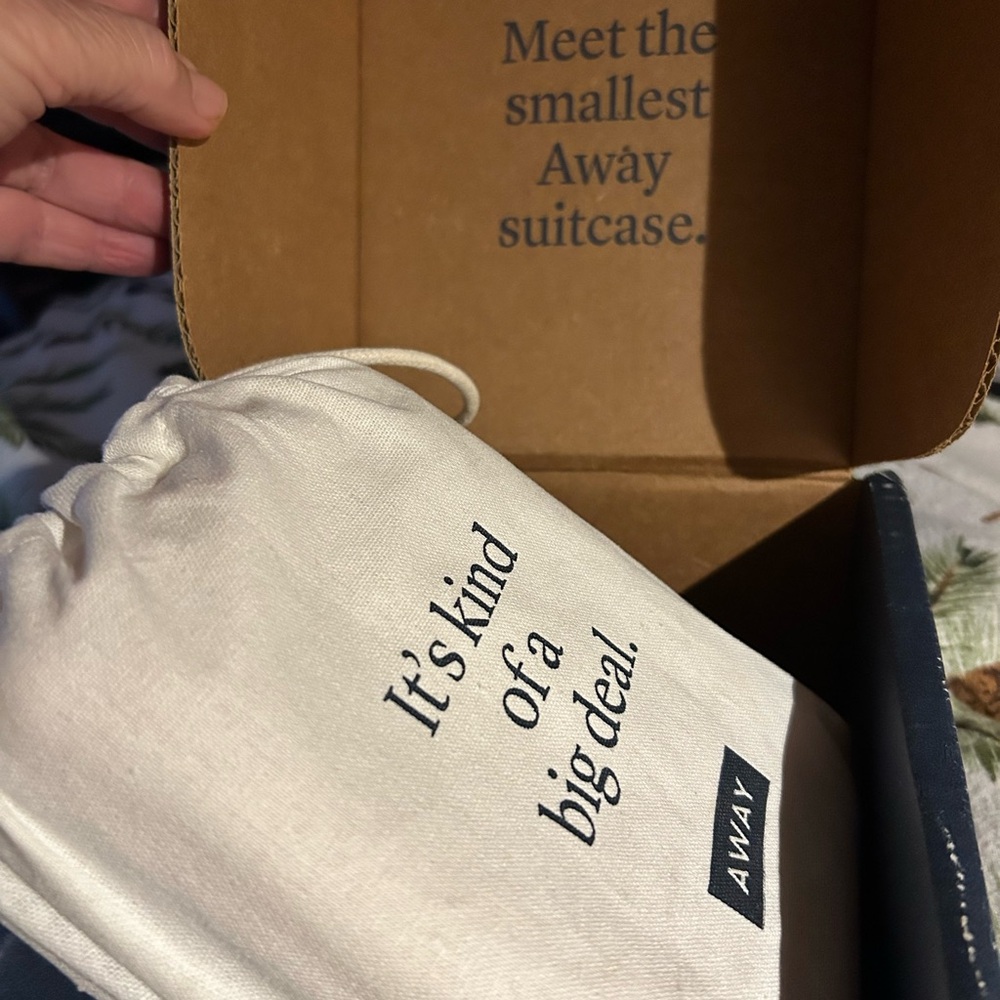 Meet the
smallest
Away
suitcase.
It's kind
of a
big deal.
AWAY